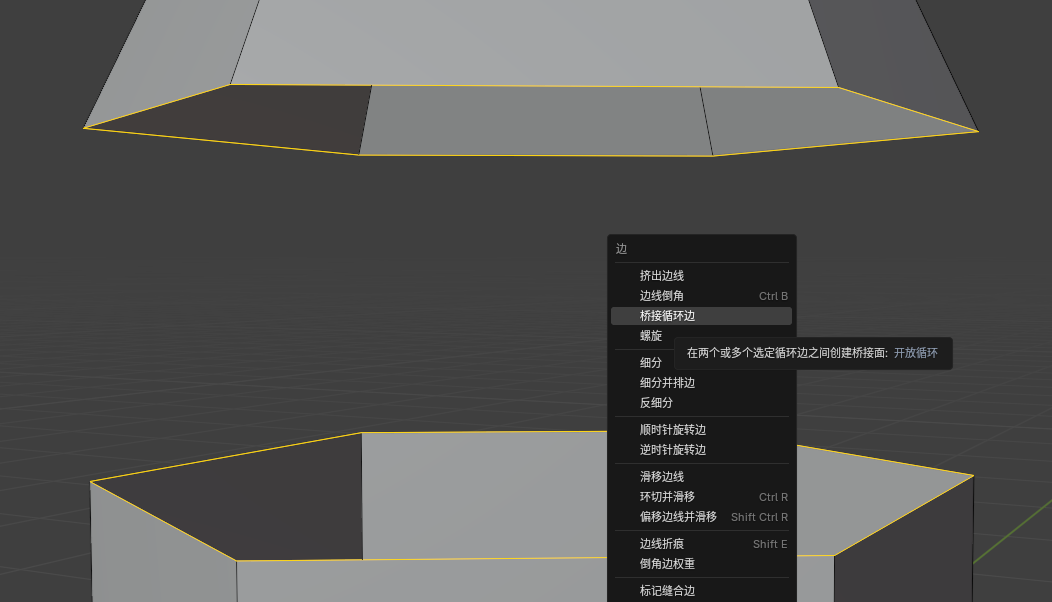 边
挤出边线
边线倒角 Ctrl B
桥接循环边
螺旋
在两个或多个选定循环边之间创建桥接面: 开放循环
细分
细分并排边
反细分
顺时针旋转边
逆时针旋转边
滑移边线
环切并滑移 Ctrl R
偏移边线并滑移 Shift Ctrl R
边线折痕 Shift E
倒角边权重
标记缝合边